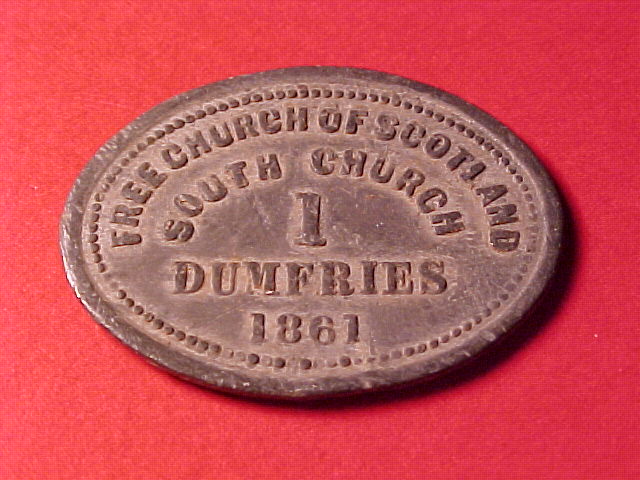 FREE CHURCH OF SCOTLAND
SOUTH CHURCH
1
DUMFRIES
1861